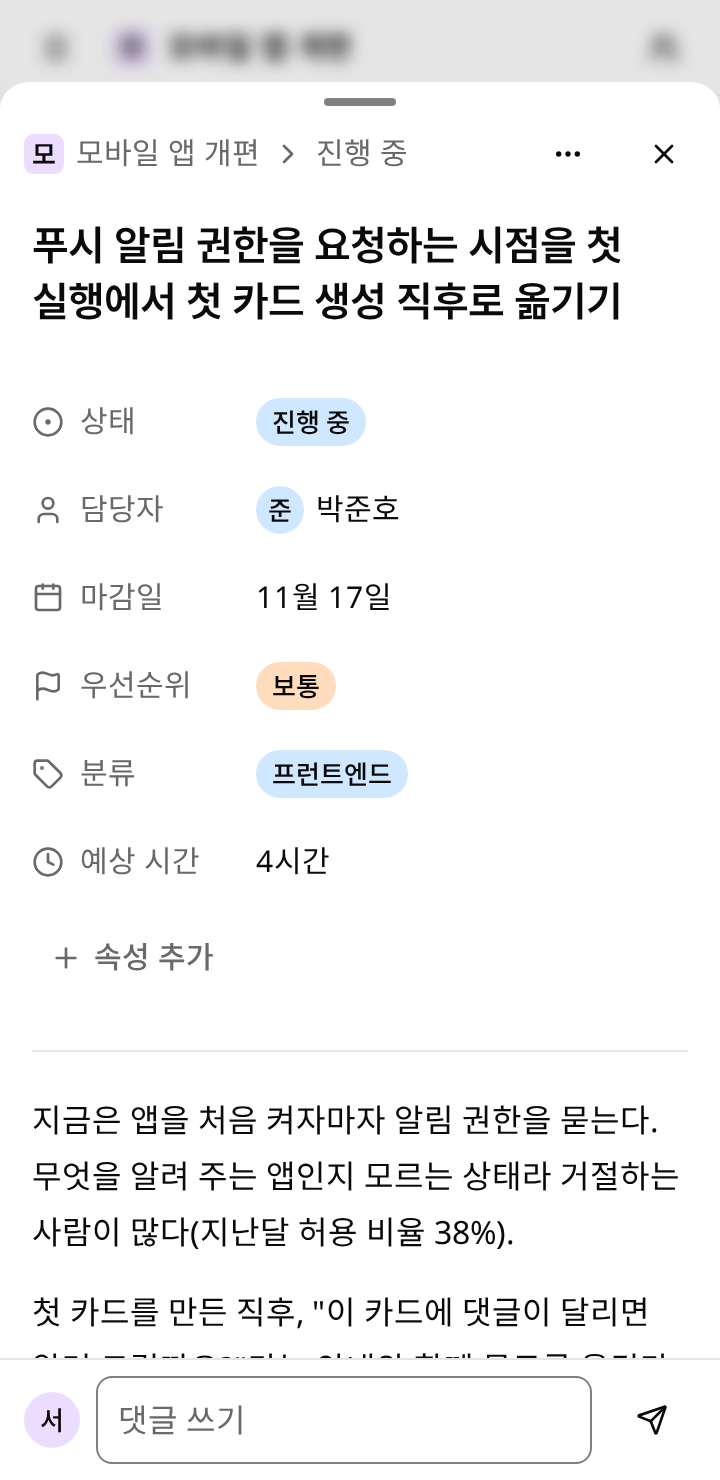 모 모바일 앱 개편 > 진행 중
푸시 알림 권한을 요청하는 시점을 첫
실행에서 첫 카드 생성 직후로 옮기기
상태 진행 중
담당자 준 박준호
마감일 11월 17일
우선순위 보통
분류 프런트엔드
예상 시간 4시간
+ 속성 추가
지금은 앱을 처음 켜자마자 알림 권한을 묻는다.
무엇을 알려 주는 앱인지 모르는 상태라 거절하는
사람이 많다(지난달 허용 비율 38%).
첫 카드를 만든 직후, "이 카드에 댓글이 달리면
서 댓글 쓰기